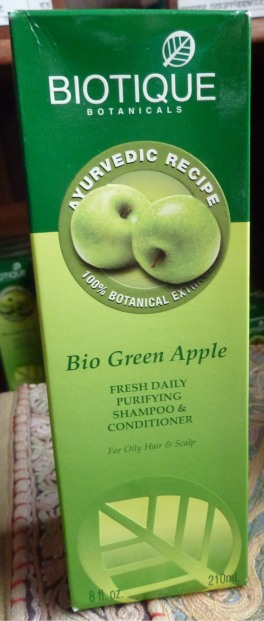 BIOTIQUE
BOTANICALS
AYURVEDIC RECIPE
100% BOTANICAL
Bio Green Apple
FRESH DAILY
PURIFYING
SHAMPOO &
CONDITIONER
For Oily Hair & Scalp
8 fl. oz.
210ml
BIOTIQUE